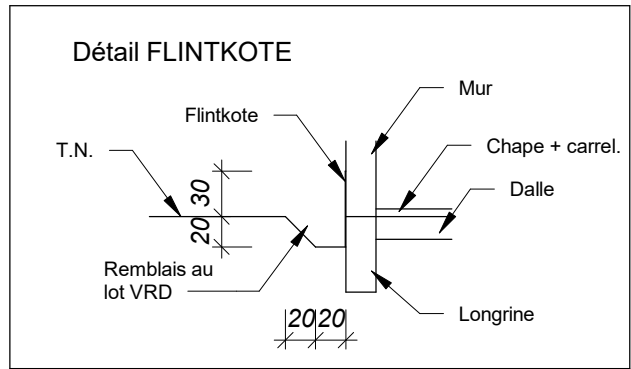 Détail FLINTKOTE
Mur
Flintkote
T.N.
Chape + carrel.
30
Dalle
20
Remblais au
lot VRD
20 20
Longrine